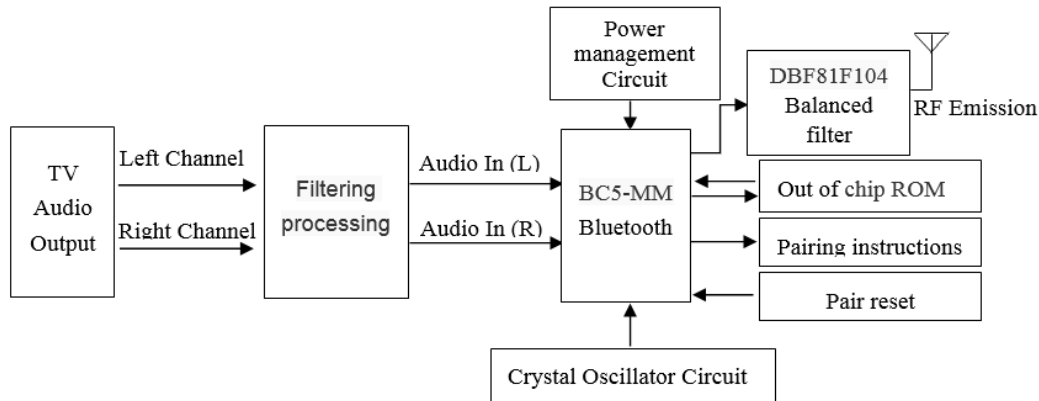 Power
management
Circuit
DBF81F104
Balanced
filter
RF Emission
TV
Audio
Output
Left Channel
Right Channel
Filtering
processing
Audio In (L)
Audio In (R)
BC5-MM
Bluetooth
Out of chip ROM
Pairing instructions
Pair reset
Crystal Oscillator Circuit